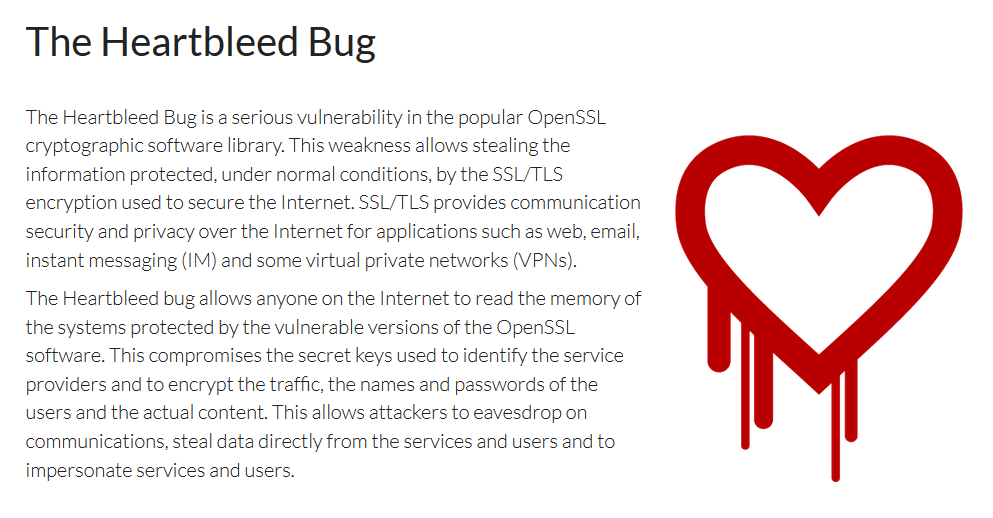 The Heartbleed Bug
The Heartbleed Bug is a serious vulnerability in the popular OpenSSL
cryptographic software library. This weakness allows stealing the
information protected, under normal conditions, by the SSL/TLS
encryption used to secure the Internet. SSL/TLS provides communication
security and privacy over the Internet for applications such as web, email,
instant messaging (IM) and some virtual private networks (VPNs).
The Heartbleed bug allows anyone on the Internet to read the memory of
the systems protected by the vulnerable versions of the OpenSSL
software. This compromises the secret keys used to identify the service
providers and to encrypt the traffic, the names and passwords of the
users and the actual content. This allows attackers to eavesdrop on
communications, steal data directly from the services and users and to
impersonate services and users.